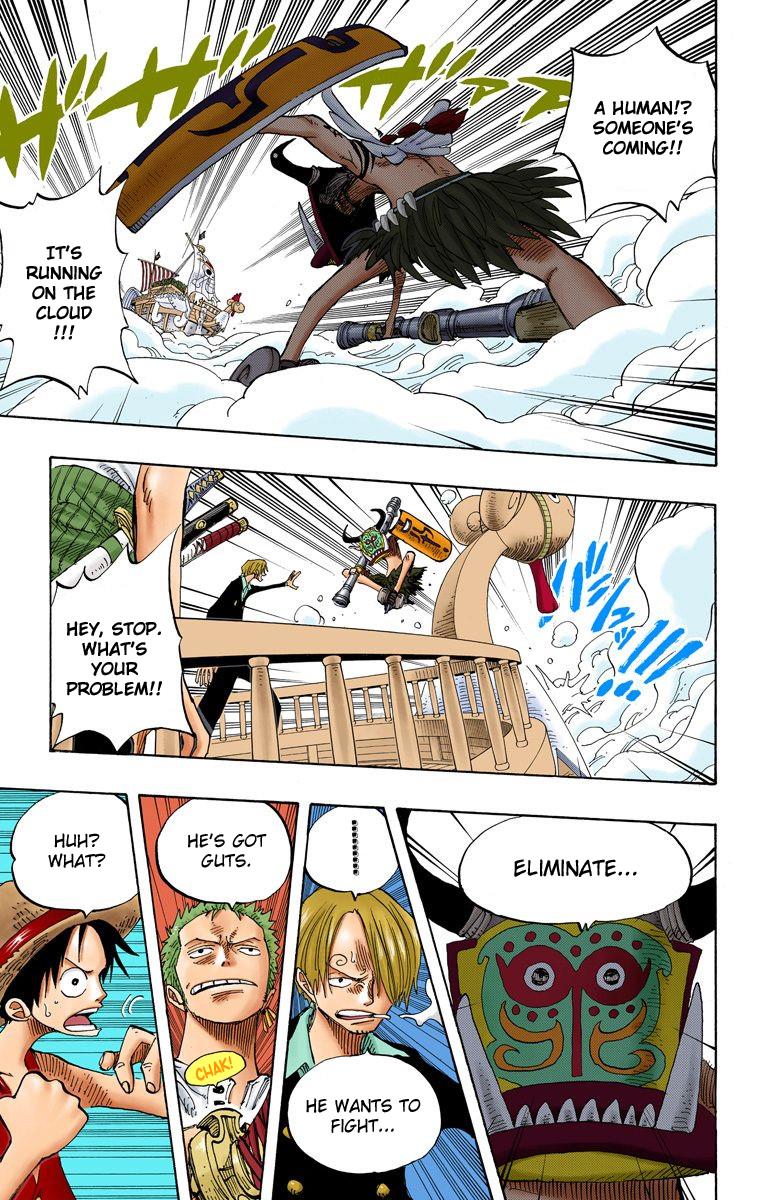 A HUMAN!?
SOMEONE'S
COMING!!
IT'S
RUNNING
ON THE
CLOUD
!!!
HEY, STOP.
WHAT'S
YOUR
PROBLEM!!
ELIMINATE...
.........
HE WANTS TO
FIGHT...
HE'S GOT
GUTS.
CHAK!
HUH?
WHAT?